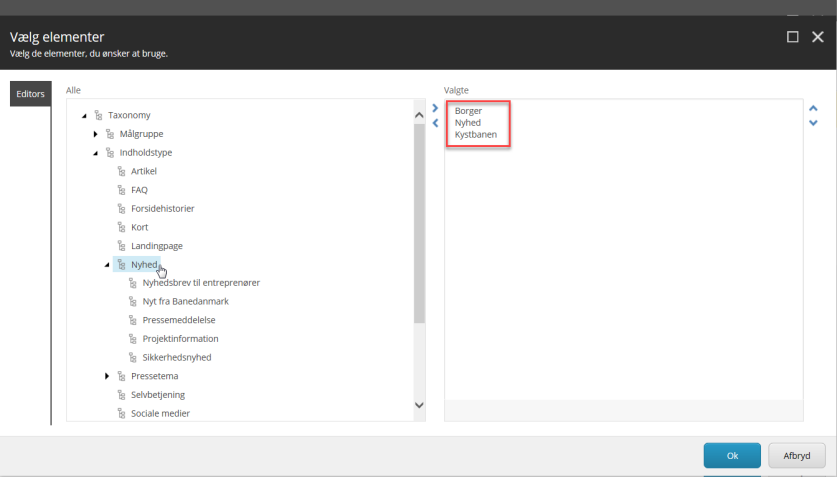 Vælg elementer
Vælg de elementer, du ønsker at bruge.
Editors
Alle
Taxonomy
Målgruppe
Indholdstype
Artikel
FAQ
Forsidehistorier
Kort
Landingpage
Nyhed
Nyhedsbrev til entreprenører
Nyt fra Banedanmark
Pressemeddelelse
Projektinformation
Sikkerhedsnyhed
Pressetema
Selvbetjening
Sociale medier
Valgte
Borger
Nyhed
Kystbanen
Ok
Afbryd